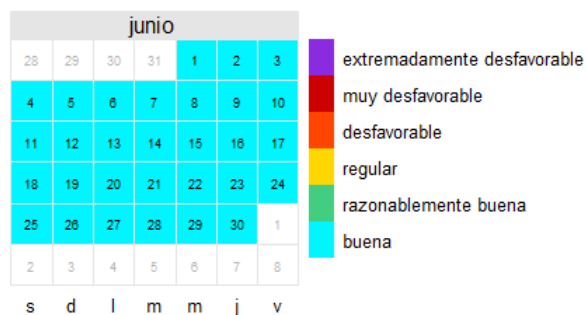 junio
28 29 30 31 1 2 3
4 5 6 7 8 9 10
11 12 13 14 15 16 17
18 19 20 21 22 23 24
25 26 27 28 29 30 1
2 3 4 5 6 7 8
s d l m m j v
extremadamente desfavorable
muy desfavorable
desfavorable
regular
razonablemente buena
buena